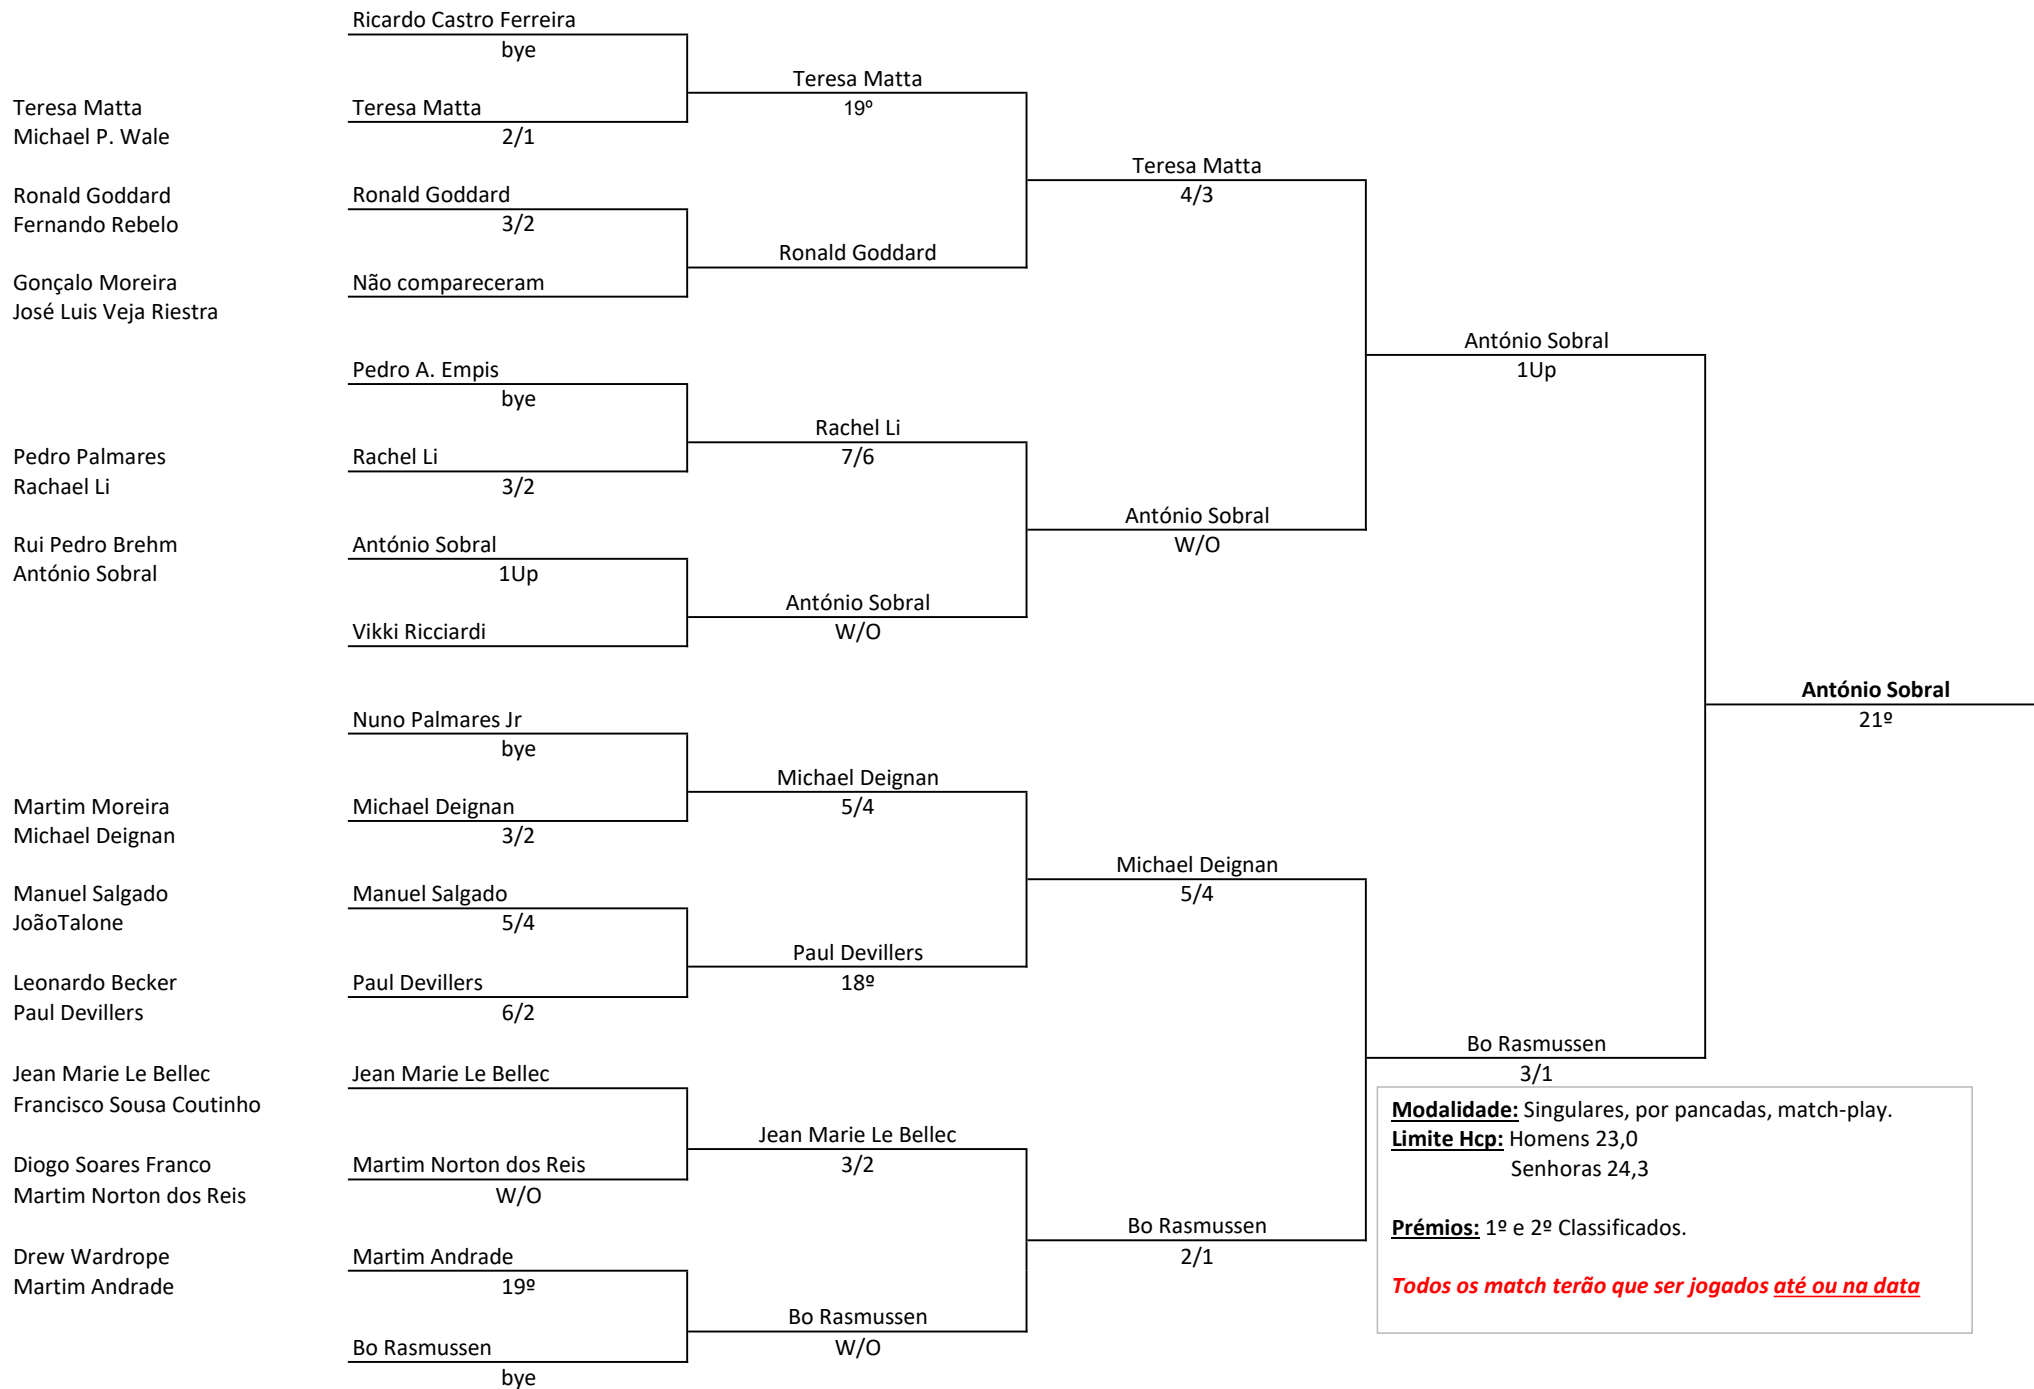 Ricardo Castro Ferreira
bye
Teresa Matta
Teresa Matta
Teresa Matta
19º
Michael P. Wale
2/1
Teresa Matta
Ronald Goddard
Ronald Goddard
4/3
Fernando Rebelo
3/2
Ronald Goddard
Gonçalo Moreira
Não compareceram
José Luis Veja Riestra
António Sobral
Pedro A. Empis
1Up
bye
Rachel Li
Pedro Palmares
Rachel Li
7/6
Rachael Li
3/2
António Sobral
Rui Pedro Brehm
António Sobral
W/O
António Sobral
1Up
António Sobral
Vikki Ricciardi
W/O
António Sobral
Nuno Palmares Jr
21º
bye
Michael Deignan
Martim Moreira
Michael Deignan
5/4
Michael Deignan
3/2
Michael Deignan
Manuel Salgado
Manuel Salgado
5/4
JoãoTalone
5/4
Paul Devillers
Leonardo Becker
Paul Devillers
18º
Paul Devillers
6/2
Bo Rasmussen
Jean Marie Le Bellec
Jean Marie Le Bellec
3/1
Francisco Sousa Coutinho
Modalidade: Singulares, por pancadas, match-play.
Jean Marie Le Bellec
Limite Hcp: Homens 23,0
Diogo Soares Franco
Martim Norton dos Reis
3/2
Senhoras 24,3
Martim Norton dos Reis
W/O
Bo Rasmussen
Prémios: 1º e 2º Classificados.
Drew Wardrope
Martim Andrade
2/1
Martim Andrade
19º
Todos os match terão que ser jogados até ou na data
Bo Rasmussen
Bo Rasmussen
W/O
bye